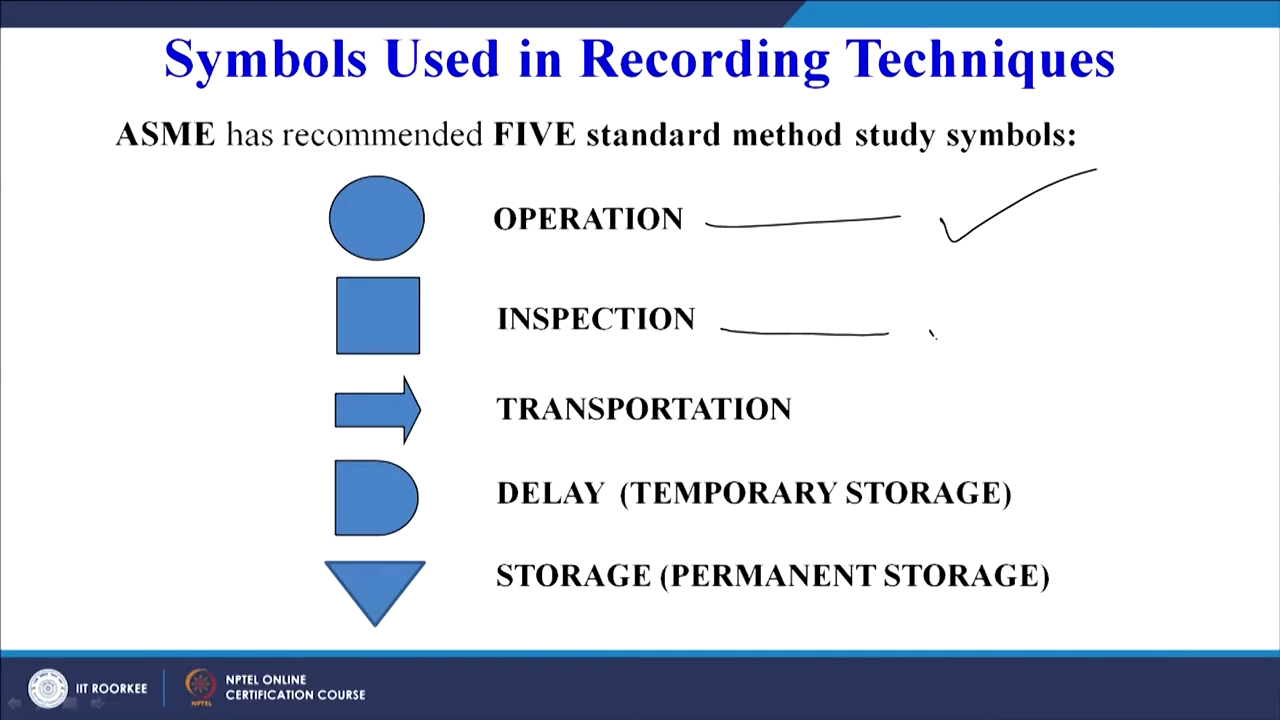 Symbols Used in Recording Techniques
ASME has recommended FIVE standard method study symbols:
OPERATION
INSPECTION
TRANSPORTATION
DELAY (TEMPORARY STORAGE)
STORAGE (PERMANENT STORAGE)
IIT ROORKEE
NPTEL
NPTEL ONLINE
CERTIFICATION COURSE